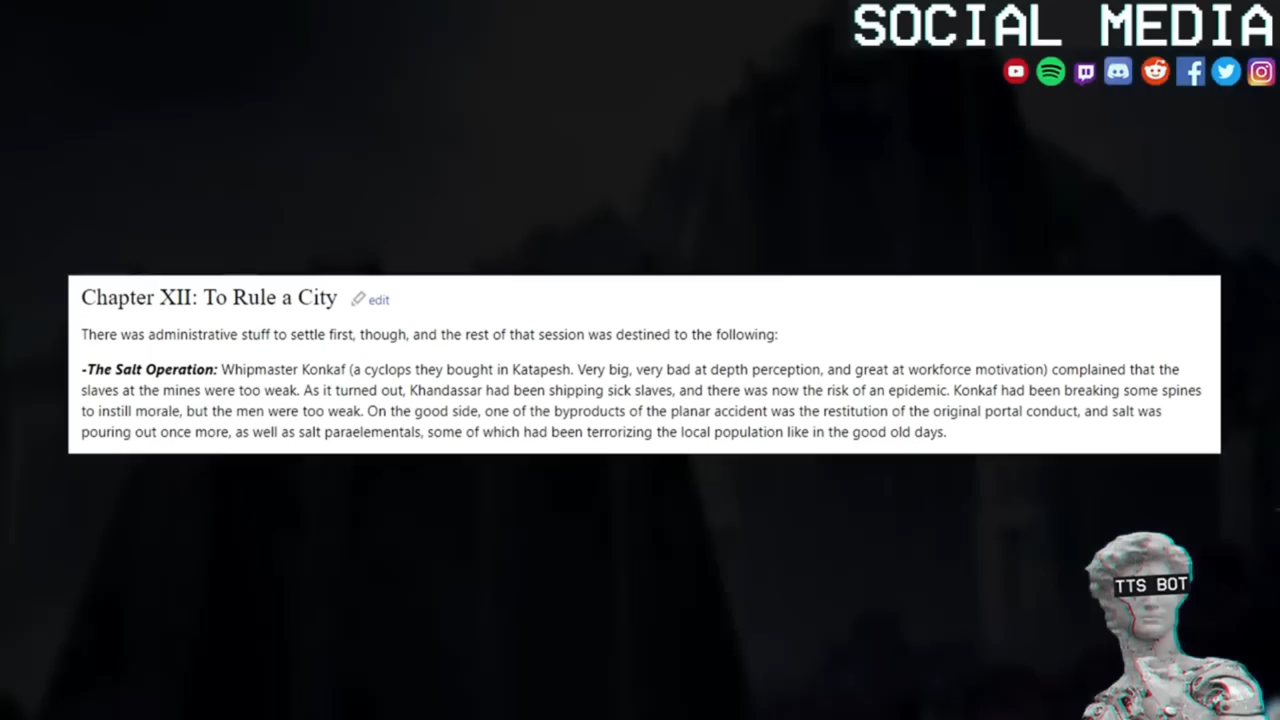 SOCIAL MEDIA
Chapter XII: To Rule a City edit
There was administrative stuff to settle first, though, and the rest of that session was destined to the following:
-The Salt Operation: Whipmaster Konkaf (a cyclops they bought in Katapesh. Very big, very bad at depth perception, and great at workforce motivation) complained that the
slaves at the mines were too weak. As it turned out, Khandassar had been shipping sick slaves, and there was now the risk of an epidemic. Konkaf had been breaking some spines
to instill morale, but the men were too weak. On the good side, one of the byproducts of the planar accident was the restitution of the original portal conduct, and salt was
pouring out once more, as well as salt paraelementals, some of which had been terrorizing the local population like in the good old days.
TTS BOT